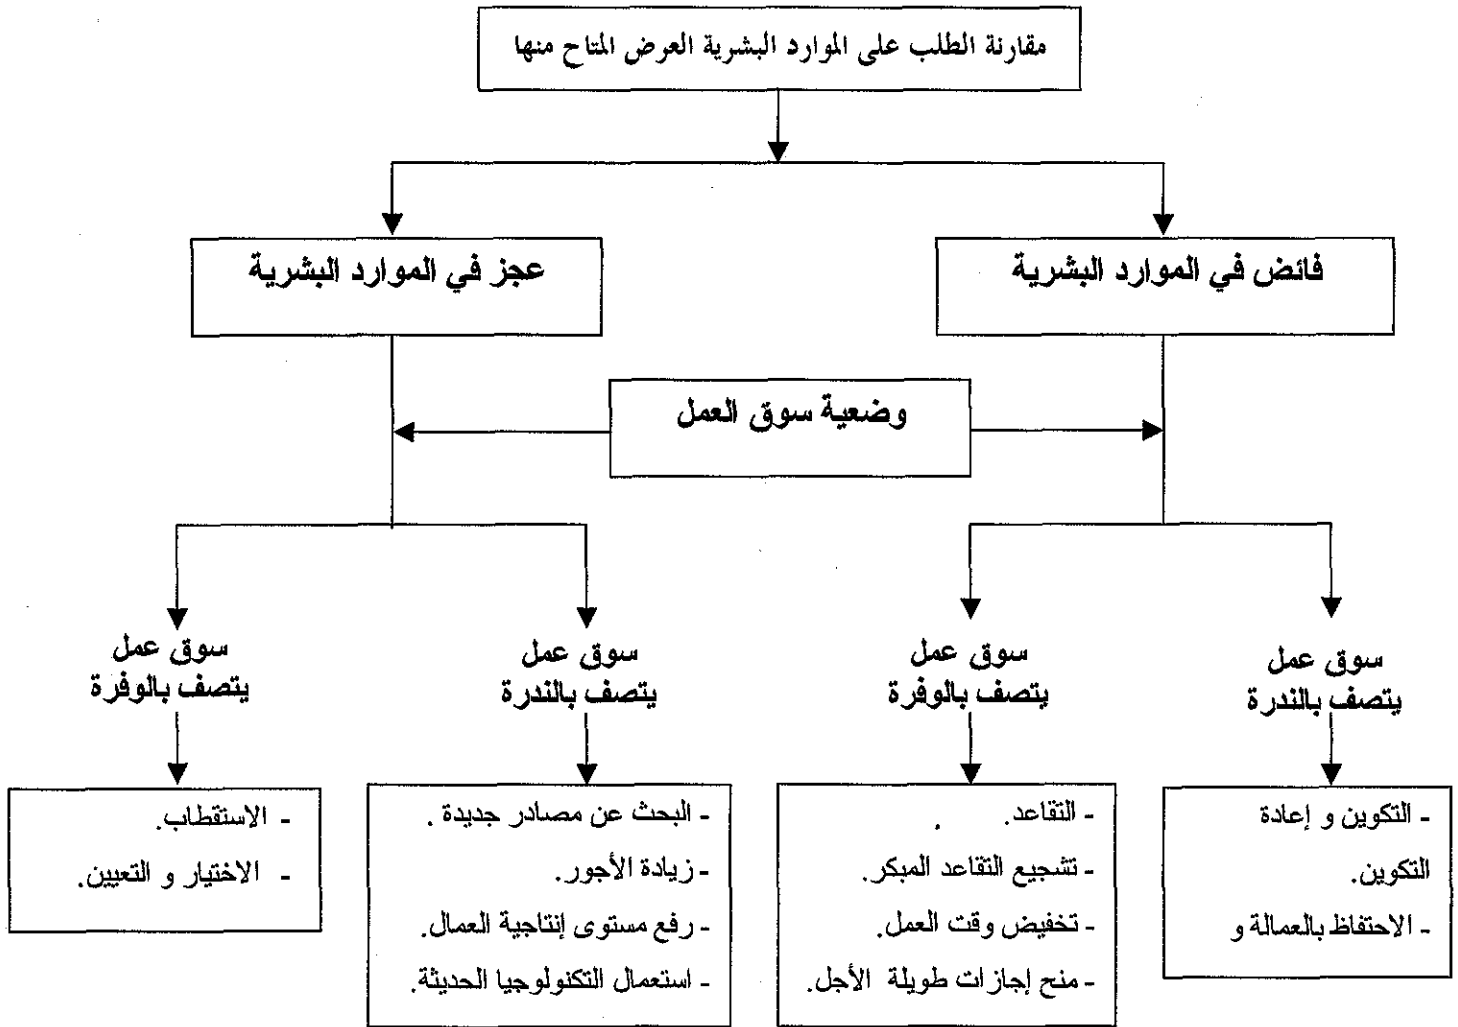 مقارنة الطلب على الموارد البشرية العرض المتاح منها
فائض في الموارد البشرية
عجز في الموارد البشرية
وضعية سوق العمل
سوق عمل
يتصف بالندرة
سوق عمل
يتصف بالوفرة
سوق عمل
يتصف بالندرة
سوق عمل
يتصف بالوفرة
- التكوين و إعادة
التكوين.
- الاحتفاظ بالعمالة و
- التقاعد.
- تشجيع التقاعد المبكر.
- تخفيض وقت العمل.
- منح إجازات طويلة الأجل.
- البحث عن مصادر جديدة .
- زيادة الأجور.
- رفع مستوى إنتاجية العمال.
- استعمال التكنولوجيا الحديثة.
- الاستقطاب.
- الاختيار و التعيين.